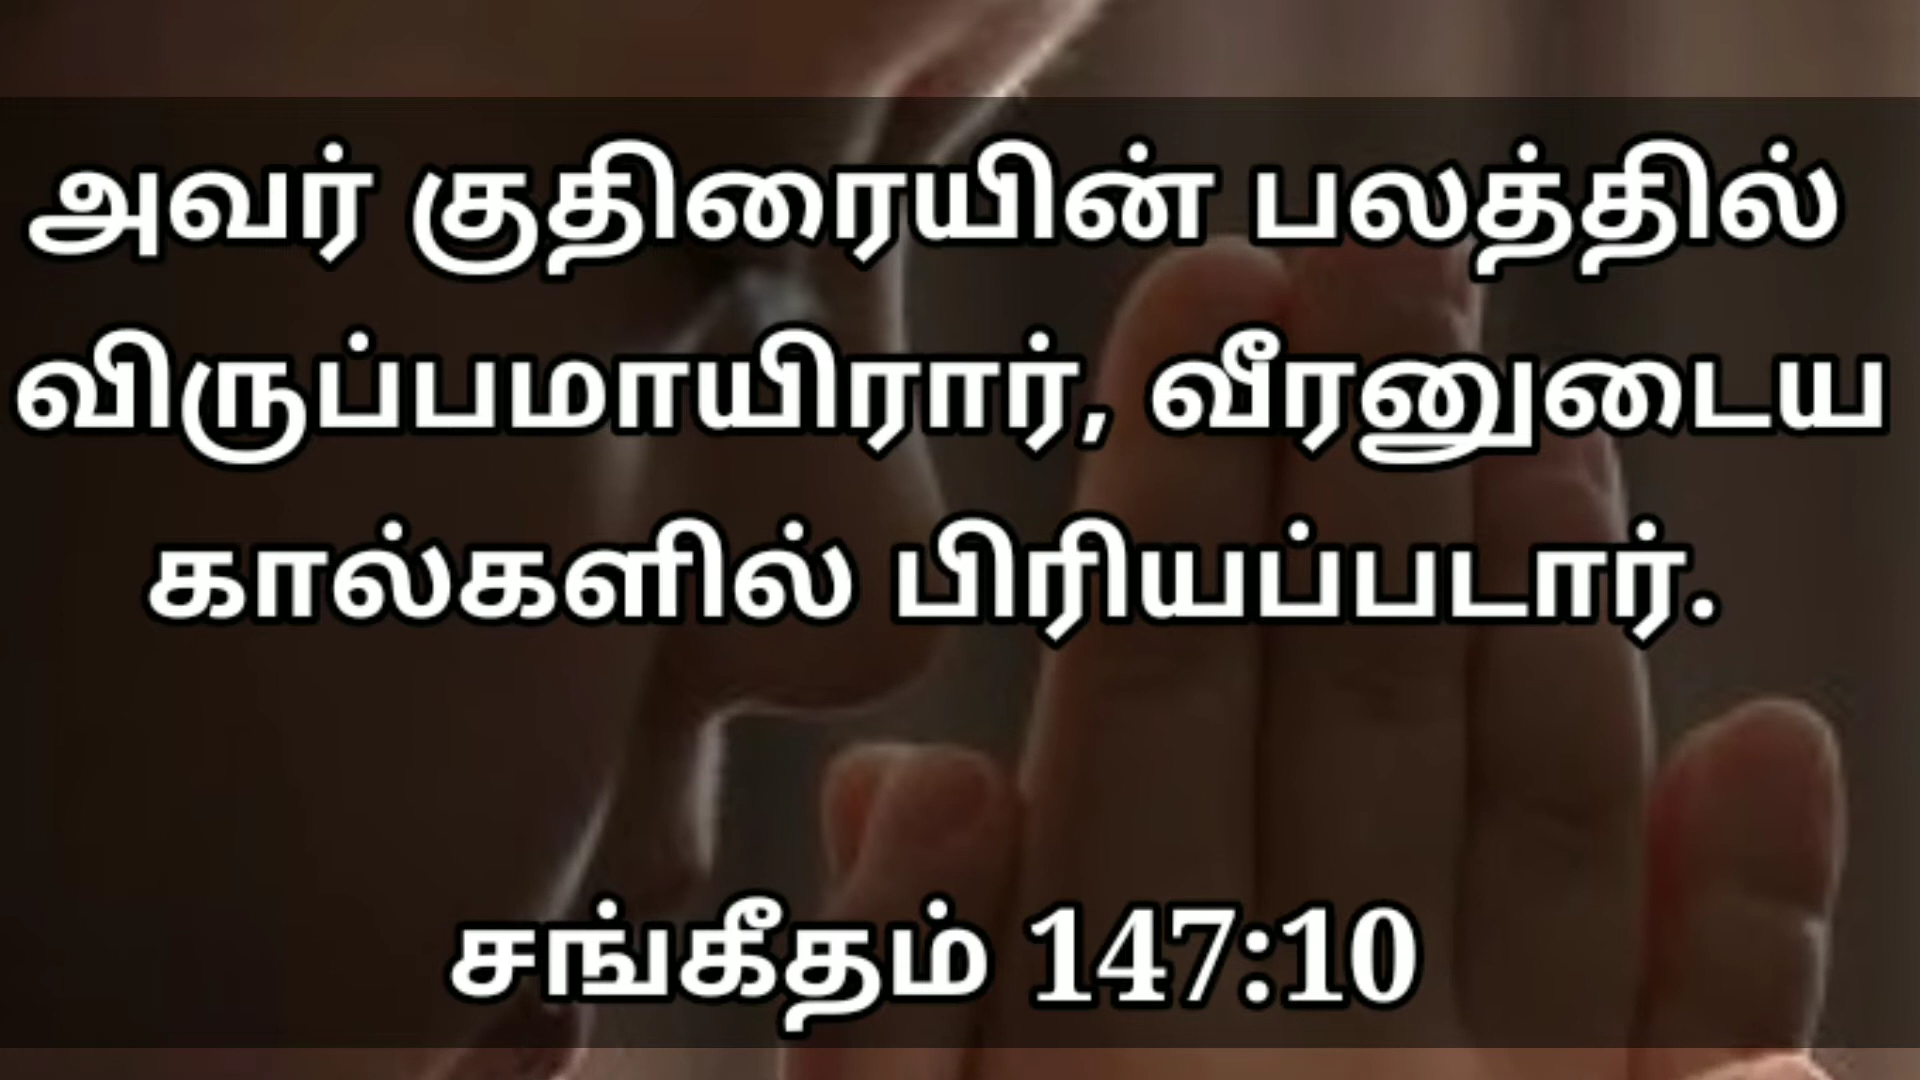 அவர் குதிரையின் பலத்தில்
விருப்பமாயிரார், வீரனுடைய
கால்களில் பிரியப்படார்.
சங்கீதம் 147:10